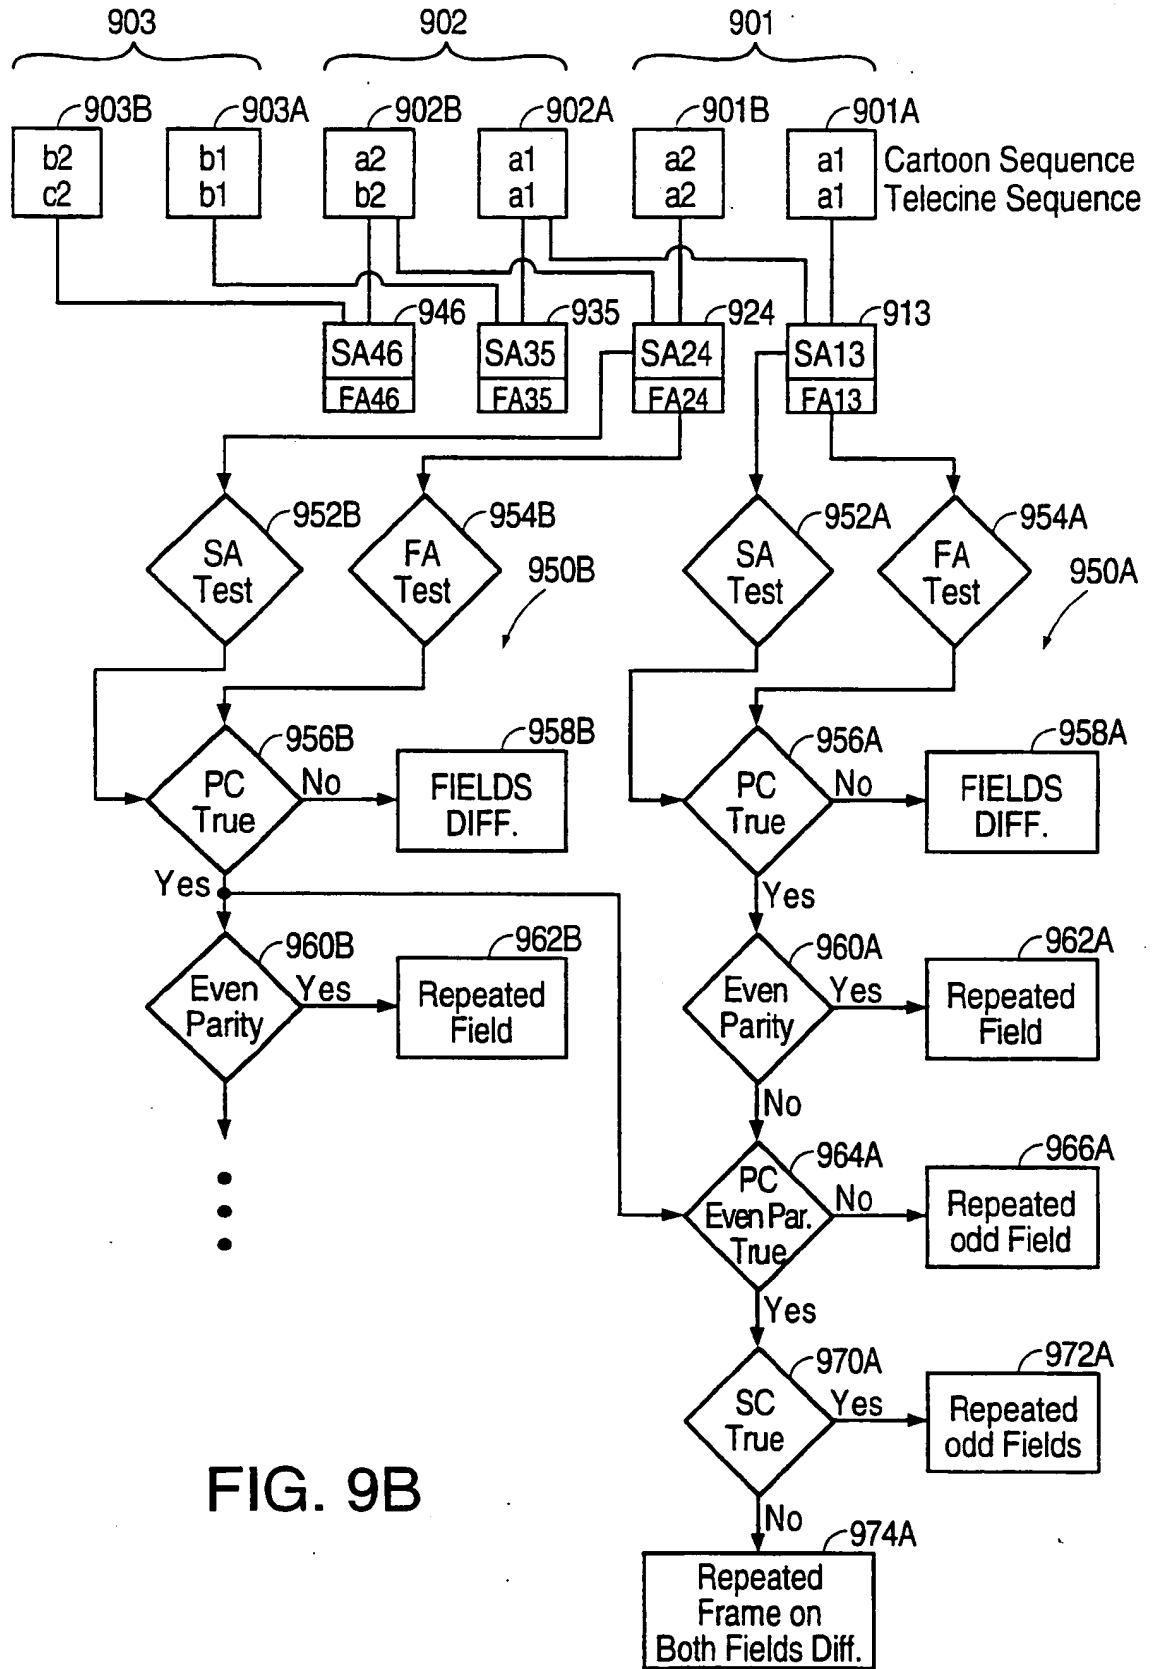 903
902
901
903B
903A
902B
902A
901B
901A
b2
c2
b1
b1
a2
b2
a1
a1
a2
a2
a1
a1
Cartoon Sequence
Telecine Sequence
946
935
924
913
SA46
FA46
SA35
FA35
SA24
FA24
SA13
FA13
952B
954B
952A
954A
SA
Test
FA
Test
SA
Test
FA
Test
950B
950A
956B
958B
956A
958A
PC
True
No
FIELDS
DIFF.
PC
True
No
FIELDS
DIFF.
Yes
Yes
960B
962B
960A
962A
Even
Parity
Yes
Repeated
Field
Even
Parity
Yes
Repeated
Field
No
964A
966A
PC
Even Par.
True
No
Repeated
odd Field
Yes
970A
972A
SC
True
Yes
Repeated
odd Fields
No
974A
Repeated
Frame on
Both Fields Diff.
FIG. 9B